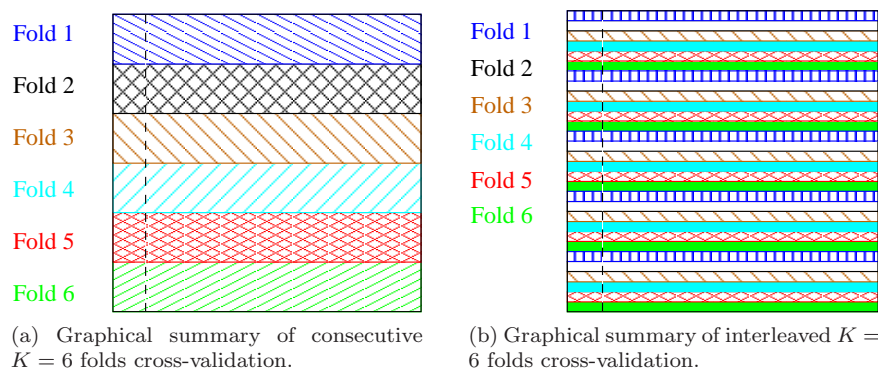 Fold 1
Fold 2
Fold 3
Fold 4
Fold 5
Fold 6
(a) Graphical summary of consecutive
K = 6 folds cross-validation.
Fold 1
Fold 2
Fold 3
Fold 4
Fold 5
Fold 6
(b) Graphical summary of interleaved K =
6 folds cross-validation.